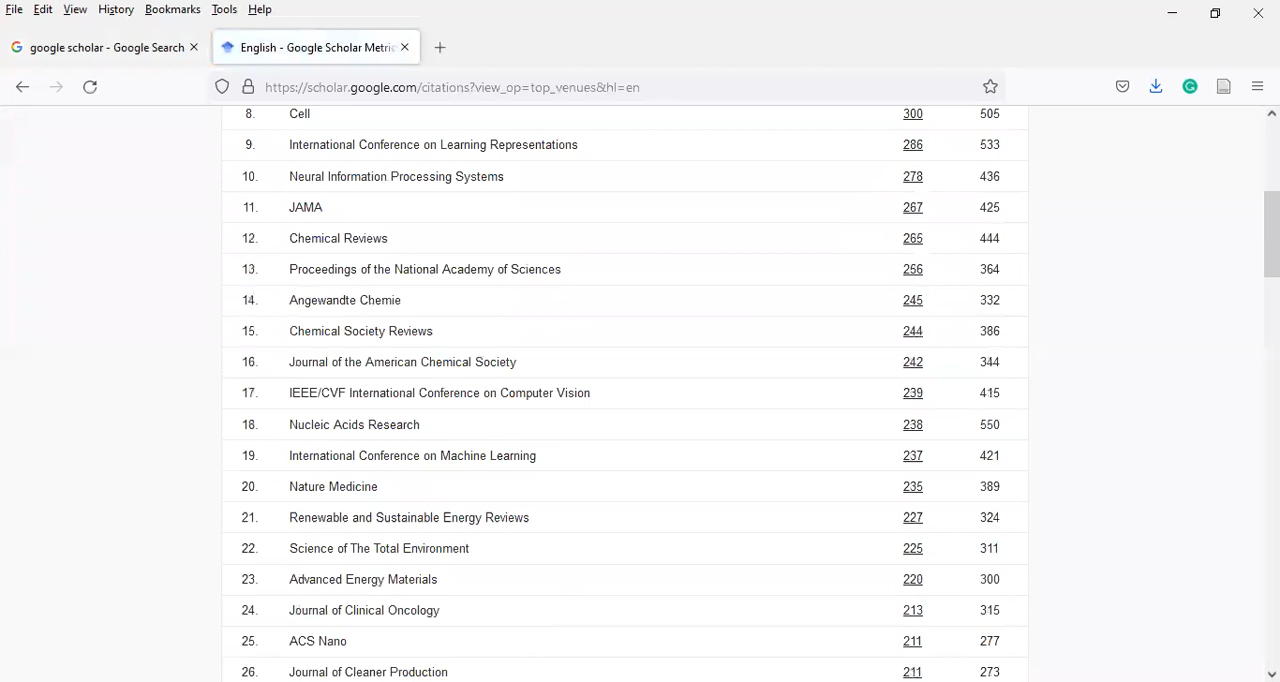 File Edit View History Bookmarks Tools Help
google scholar - Google Search English - Google Scholar Metric
https://scholar.google.com/citations?view_op=top_venues&hl=en
8. Cell 300 505
9. International Conference on Learning Representations 286 533
10. Neural Information Processing Systems 278 436
11. JAMA 267 425
12. Chemical Reviews 265 444
13. Proceedings of the National Academy of Sciences 256 364
14. Angewandte Chemie 245 332
15. Chemical Society Reviews 244 386
16. Journal of the American Chemical Society 242 344
17. IEEE/CVF International Conference on Computer Vision 239 415
18. Nucleic Acids Research 238 550
19. International Conference on Machine Learning 237 421
20. Nature Medicine 235 389
21. Renewable and Sustainable Energy Reviews 227 324
22. Science of The Total Environment 225 311
23. Advanced Energy Materials 220 300
24. Journal of Clinical Oncology 213 315
25. ACS Nano 211 277
26. Journal of Cleaner Production 211 273